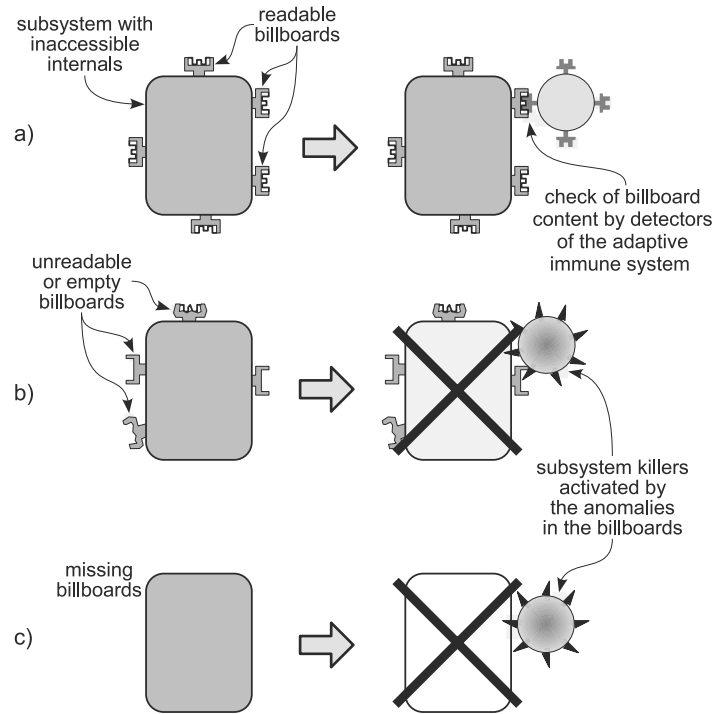 subsystem with
inaccessible
internals
readable
billboards
a)
check of billboard
content by detectors
of the adaptive
immune system
unreadable
or empty
billboards
b)
subsystem killers
activated by
the anomalies
in the billboards
missing
billboards
c)